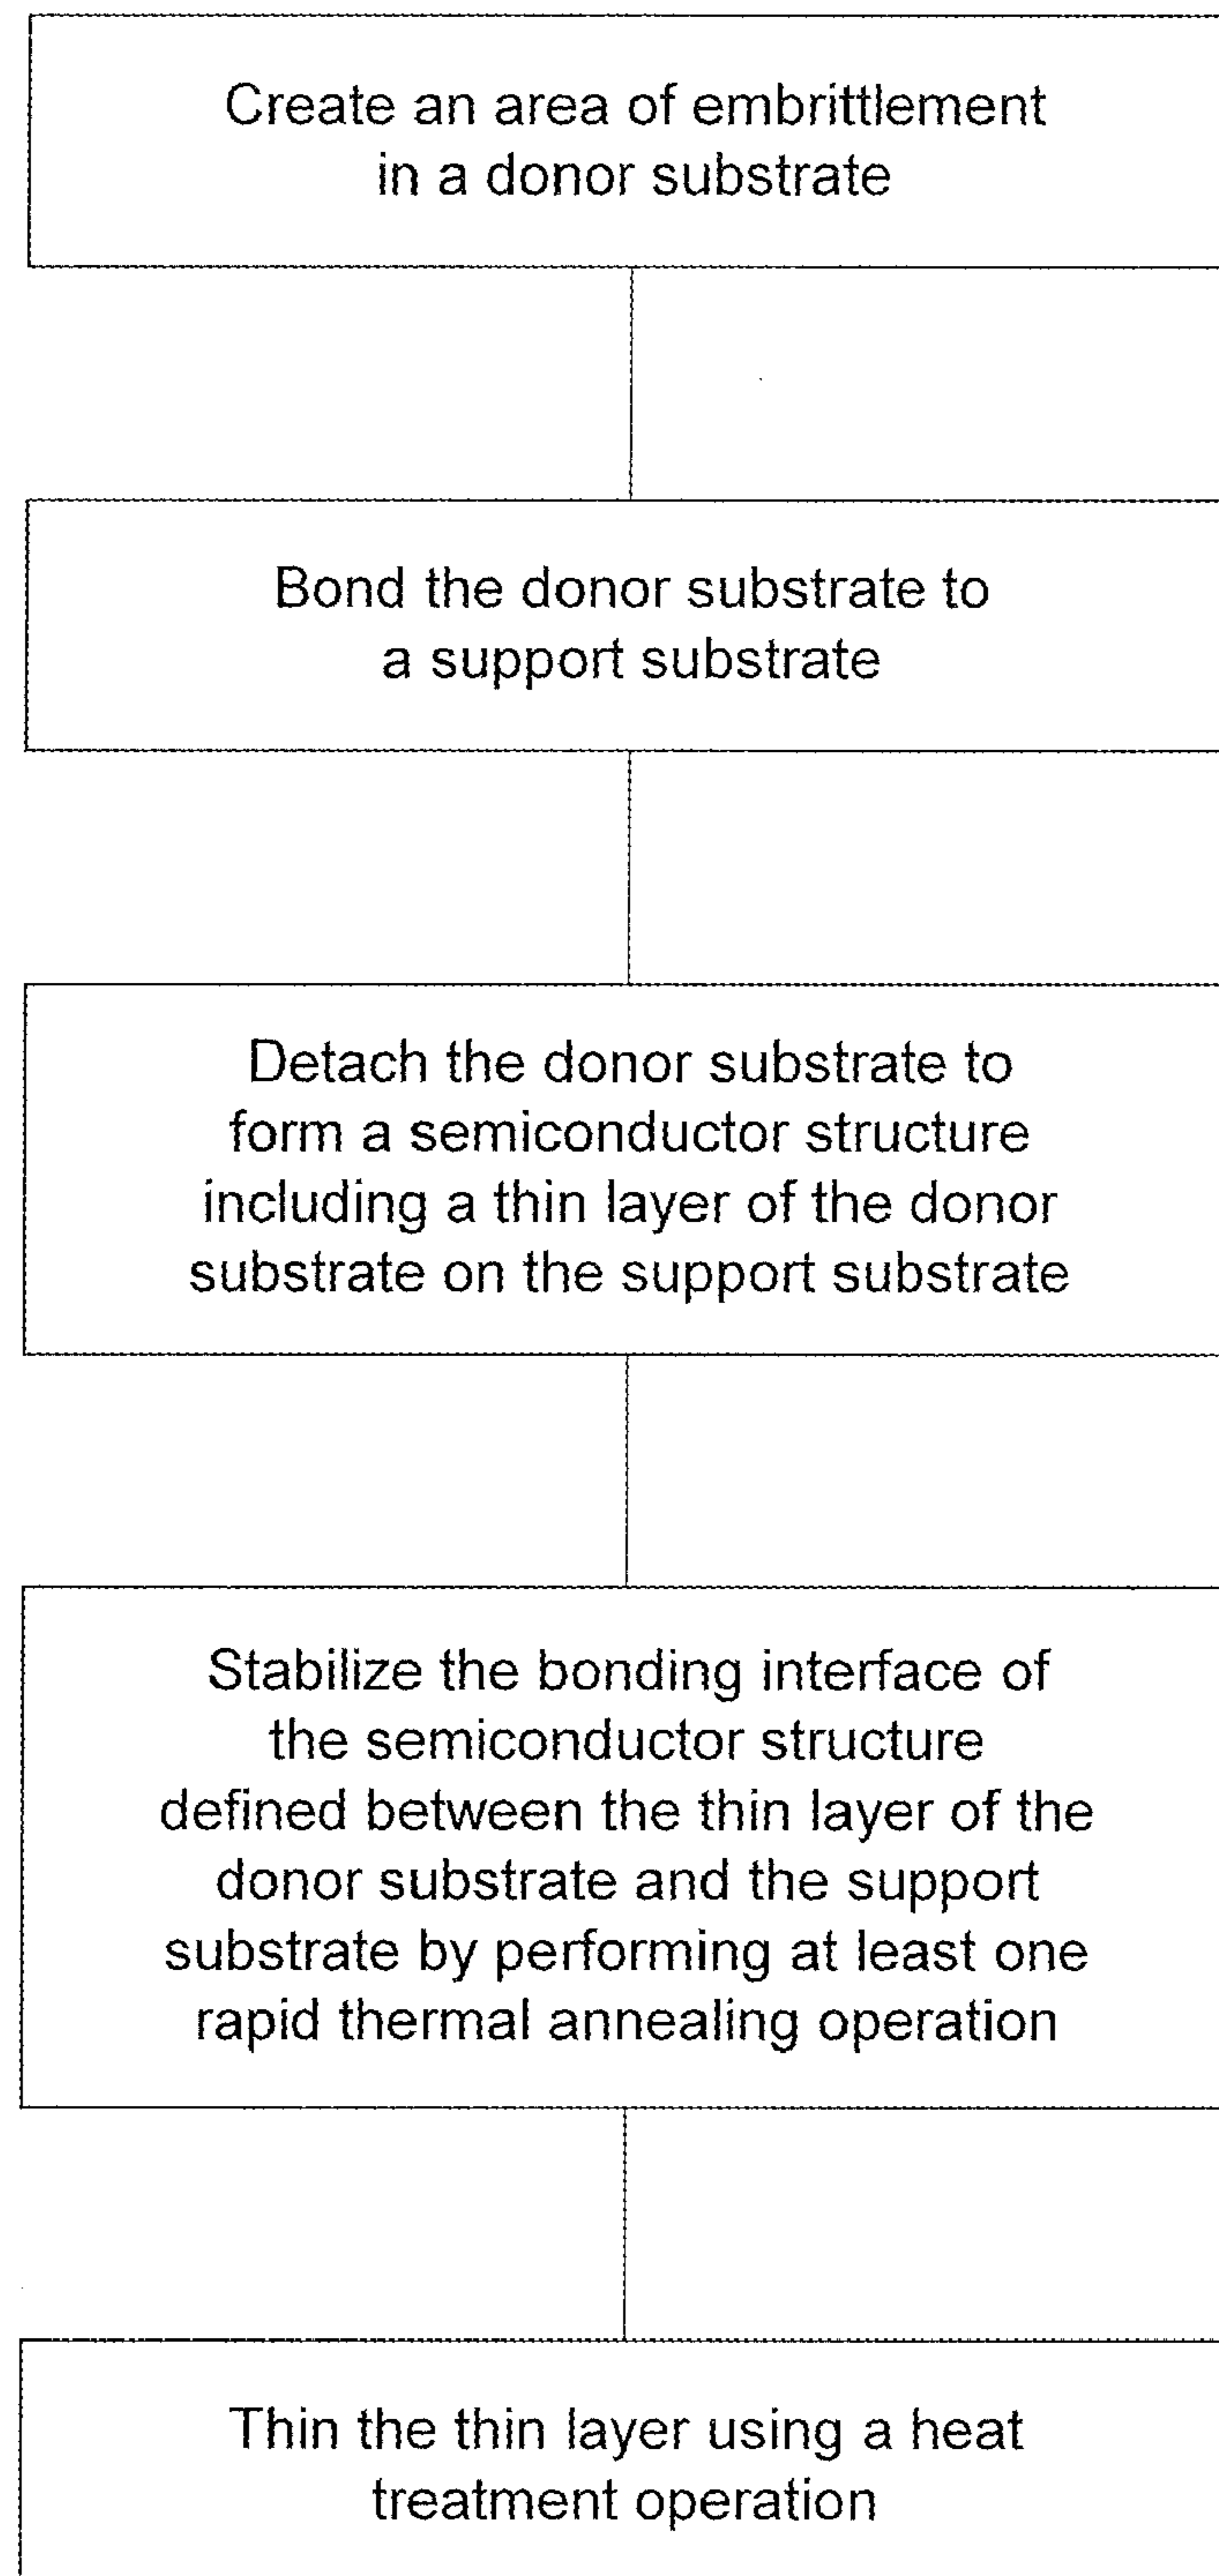 Create an area of embrittlement
in a donor substrate
Bond the donor substrate to
a support substrate
Detach the donor substrate to
form a semiconductor structure
including a thin layer of the donor
substrate on the support substrate
Stabilize the bonding interface of
the semiconductor structure
defined between the thin layer of the
donor substrate and the support
substrate by performing at least one
rapid thermal annealing operation
Thin the thin layer using a heat
treatment operation